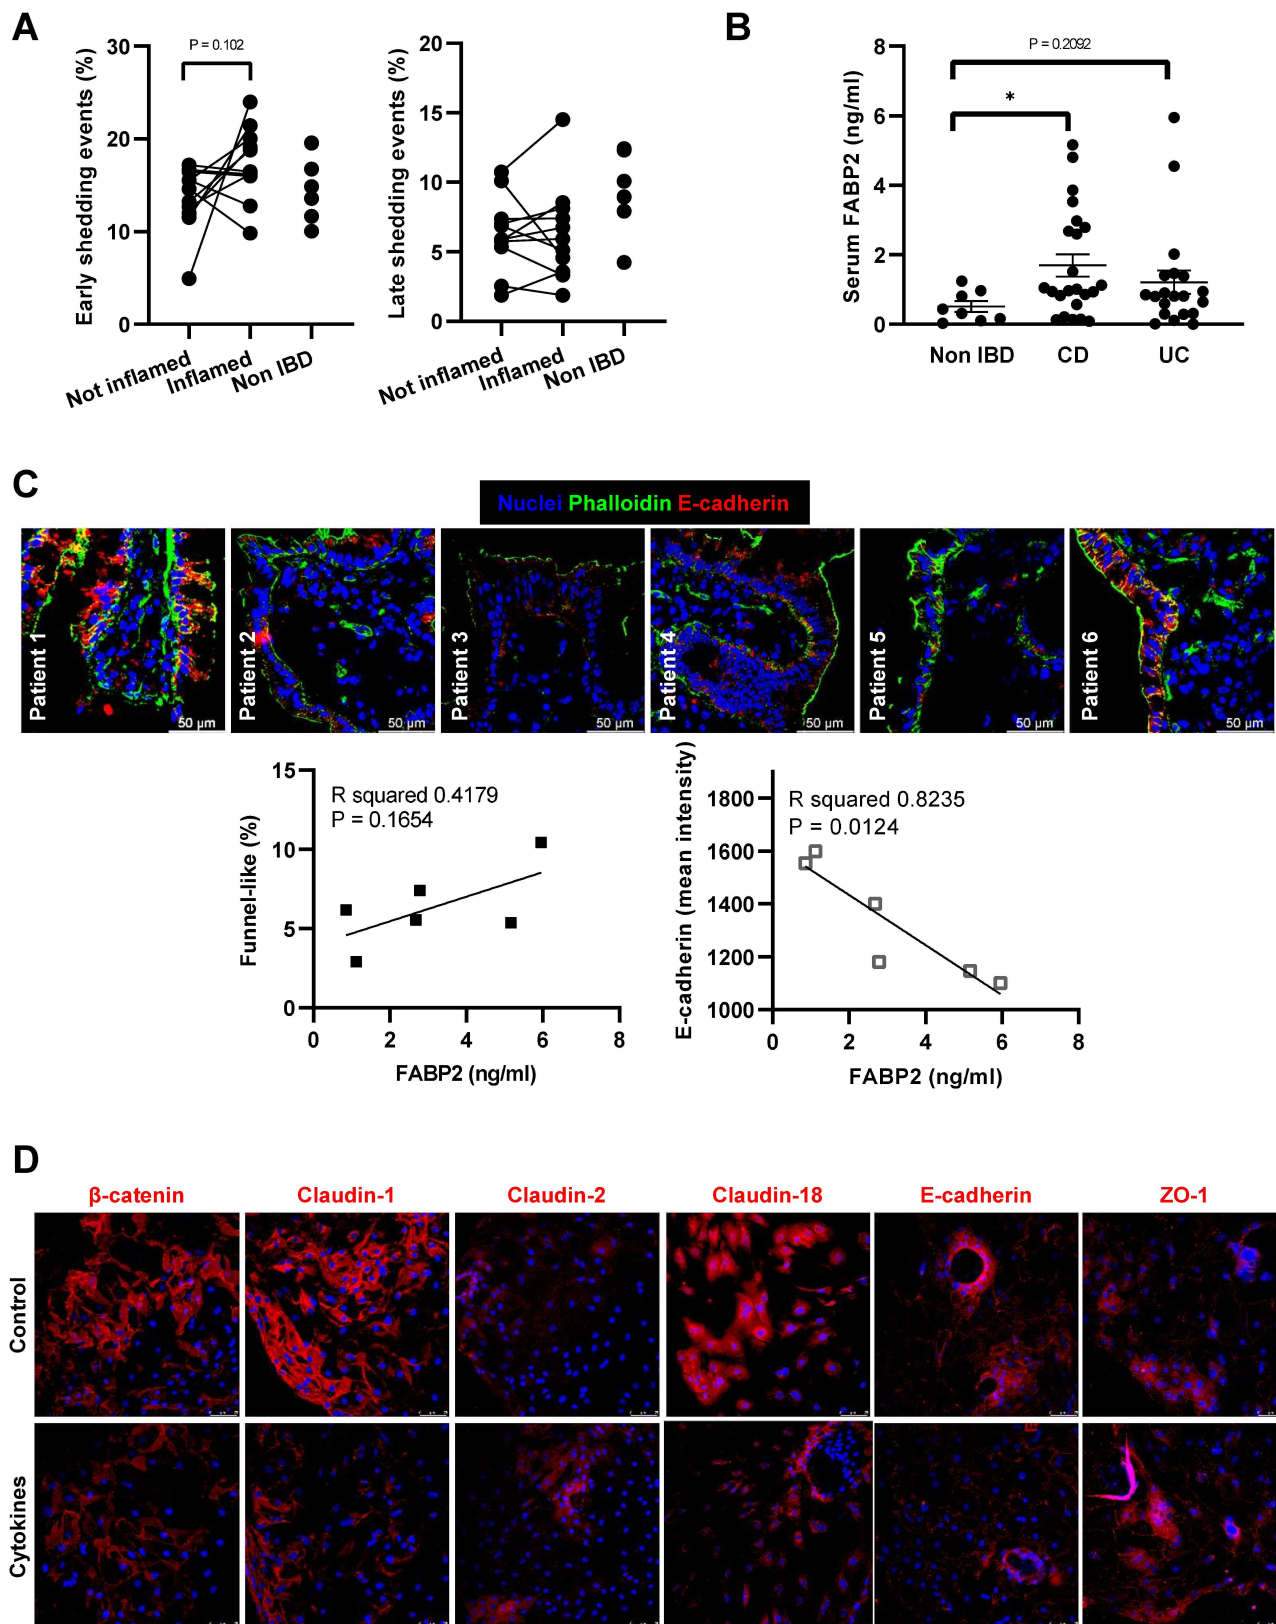 A
Early shedding events (%)
30
20
10
0
P = 0.102
Not inflamed
Inflamed
Non IBD
Late shedding events (%)
20
15
10
5
0
Not inflamed
Inflamed
Non IBD
B
Serum FABP2 (ng/ml)
8
6
4
2
0
P = 0.2092
*
Non IBD
CD
UC
C
Nuclei Phalloidin E-cadherin
Patient 1
50 µm
Patient 2
50 µm
Patient 3
50 µm
Patient 4
50 µm
Patient 5
50 µm
Patient 6
50 µm
Funnel-like (%)
15
10
5
0
R squared 0.4179
P = 0.1654
0 2 4 6 8
FABP2 (ng/ml)
E-cadherin (mean intensity)
1800
1600
1400
1200
1000
R squared 0.8235
P = 0.0124
0 2 4 6 8
FABP2 (ng/ml)
D
β-catenin
Claudin-1
Claudin-2
Claudin-18
E-cadherin
ZO-1
Control
Cytokines